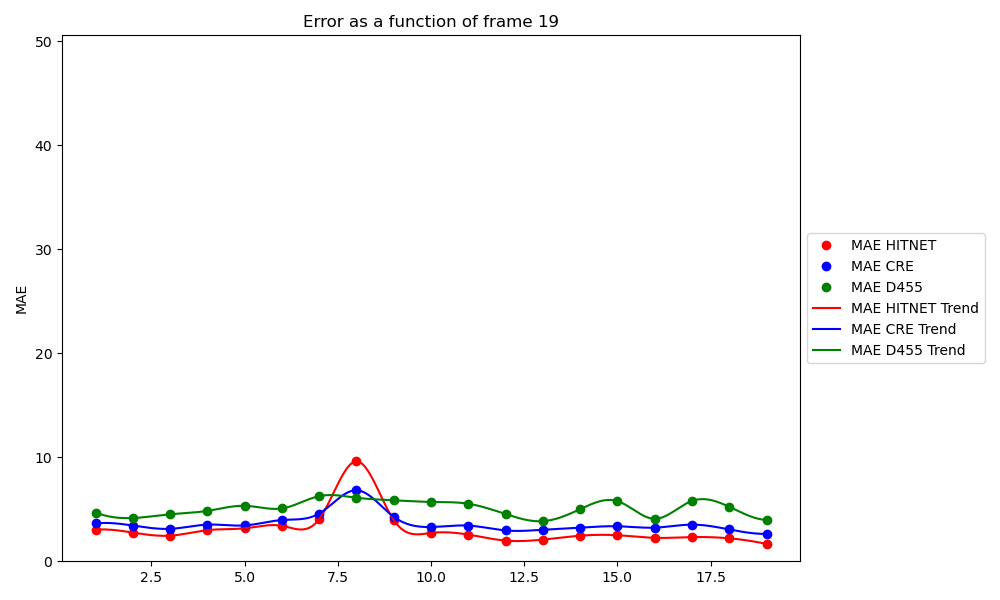 Error as a function of frame 19
50
40
30
20
10
0
MAE
2.5
5.0
7.5
10.0
12.5
15.0
17.5
MAE HITNET
MAE CRE
MAE D455
MAE HITNET Trend
MAE CRE Trend
MAE D455 Trend